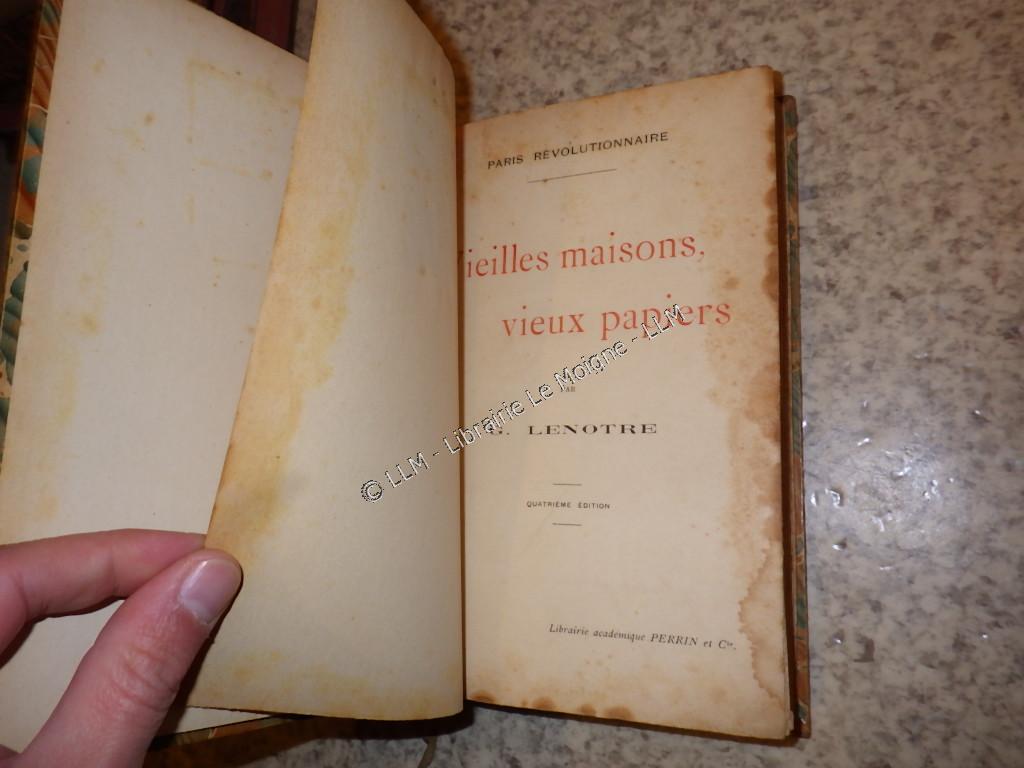 PARIS RÉVOLUTIONNAIRE
ieilles maisons,
vieux papiers
PAR
G. LENOTRE
QUATRIÈME ÉDITION
Librairie académique PERRIN et Cie.
© LLM - Librairie Le Moigne - LLM